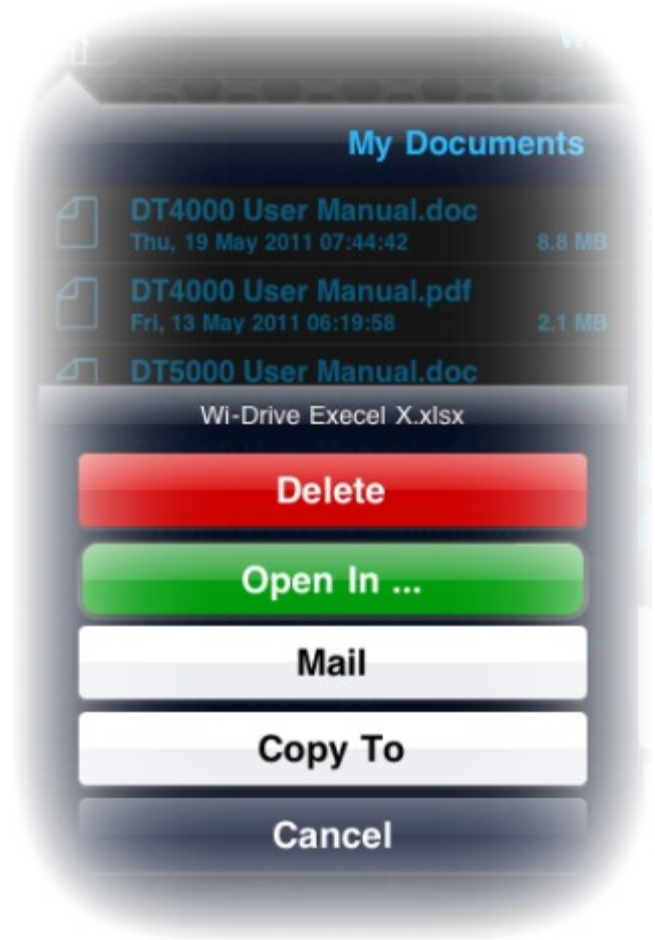 My Documents
DT4000 User Manual.doc
Thu, 19 May 2011 07:44:42 8.8 MB
DT4000 User Manual.pdf
Fri, 13 May 2011 06:19:58 2.1 MB
DT5000 User Manual.doc
Wi-Drive Execel X.xlsx
Delete
Open In ...
Mail
Copy To
Cancel